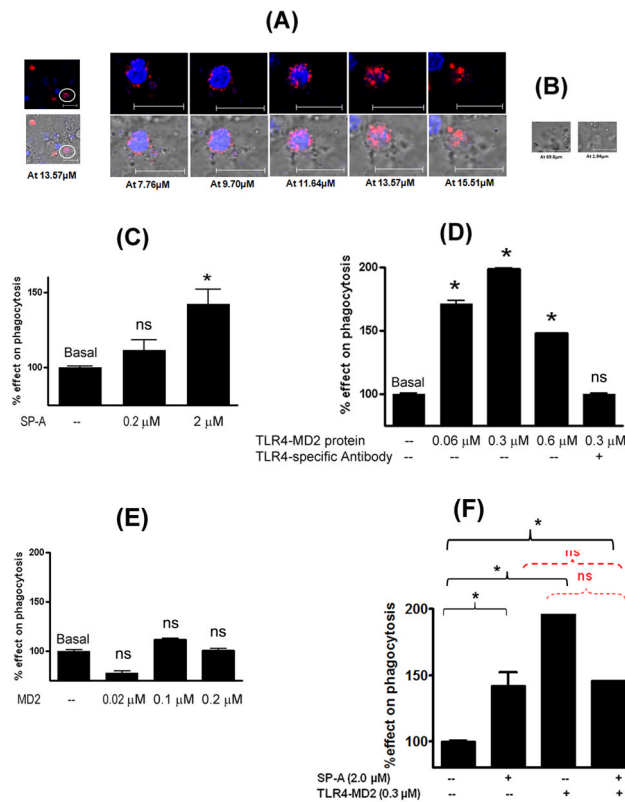 (A)
(B)
At 13.57µM
At 7.76µM
At 9.70µM
At 11.64µM
At 13.57µM
At 15.51µM
At 1.94µM
(C)
% effect on phagocytosis
150
100
Basal
ns
*
SP-A
-- 0.2 µM 2 µM
(D)
% effect on phagocytosis
200
150
100
Basal
*
*
*
ns
TLR4-MD2 protein -- 0.06 µM 0.3 µM 0.6 µM 0.3 µM
TLR4-specific Antibody -- -- -- -- +
(E)
% effect on phagocytosis
200
150
100
Basal
ns
ns
ns
MD2 -- 0.02 µM 0.1 µM 0.2 µM
(F)
*
ns
*
ns
*
% effect on phagocytosis
200
150
100
SP-A (2.0 µM) -- + -- +
TLR4-MD2 (0.3 µM) -- -- + +